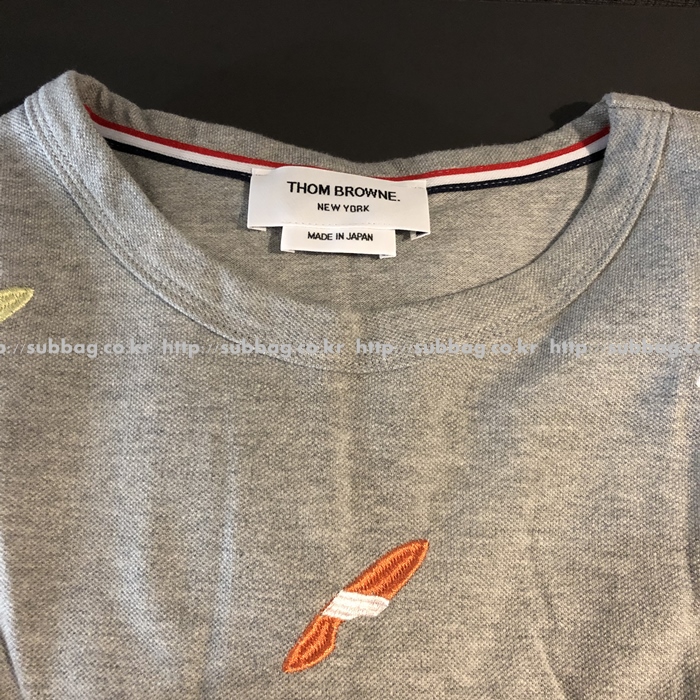 THOM BROWNE.
NEW YORK
MADE IN JAPAN
p://subbag.co.kr http://subbag.co.kr http://subbag.co.kr http://subbag